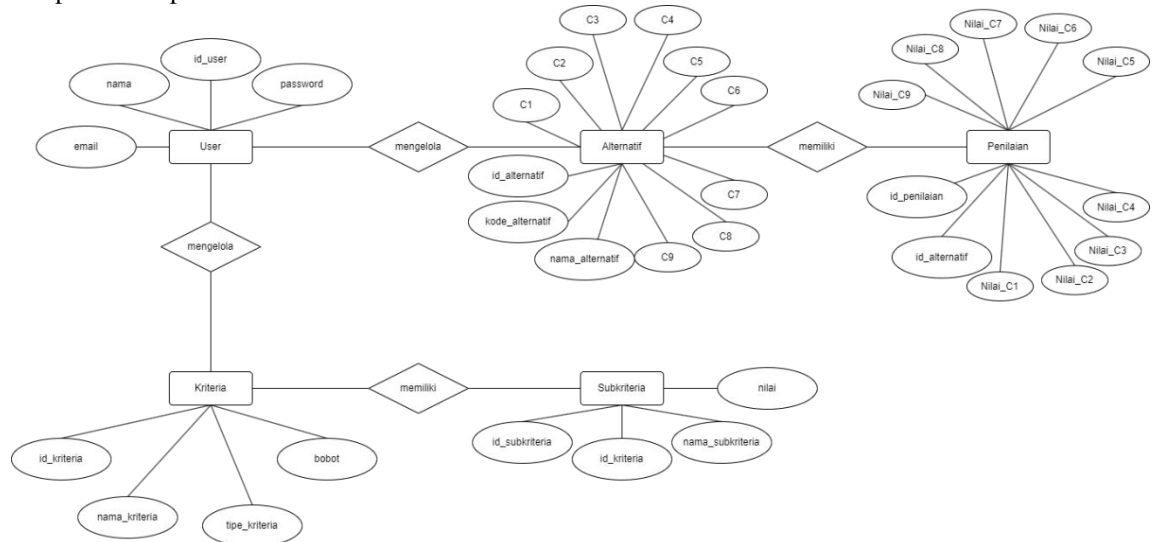 id_user
nama
password
email
User
mengelola
C3
C4
C2
C5
C1
C6
Alternatif
id_alternatif
C7
kode_alternatif
C8
nama_alternatif
C9
memiliki
Nilai_C7
Nilai_C6
Nilai_C8
Nilai_C5
Nilai_C9
Penilaian
id_penilaian
Nilai_C4
Nilai_C3
id_alternatif
Nilai_C2
Nilai_C1
mengelola
Kriteria
memiliki
Subkriteria
nilai
id_subkriteria
nama_subkriteria
id_kriteria
id_kriteria
bobot
nama_kriteria
tipe_kriteria